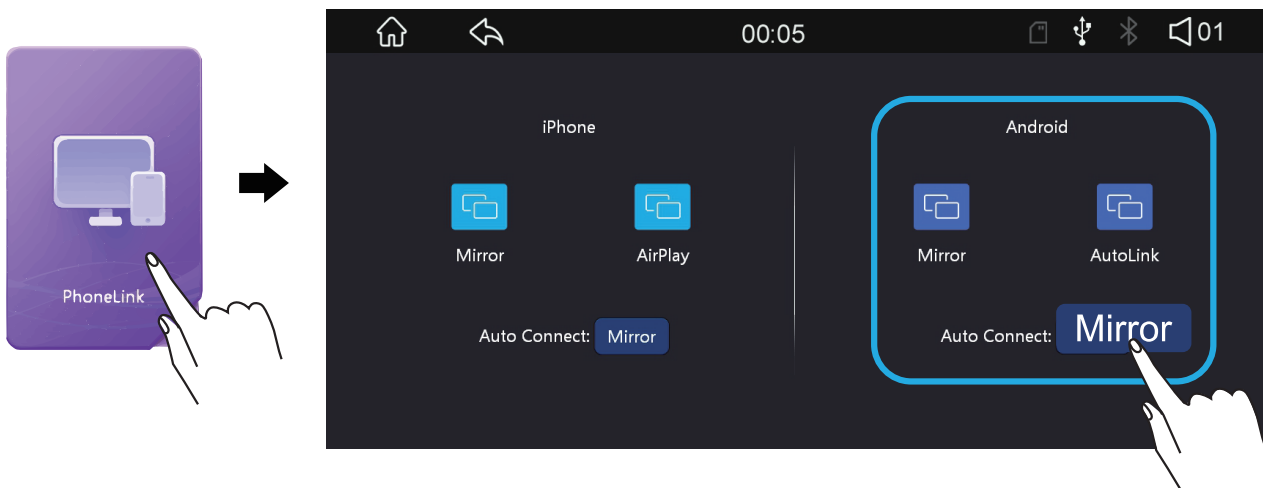 PhoneLink
00:05
01
iPhone
Mirror
AirPlay
Auto Connect: Mirror
Android
Mirror
AutoLink
Auto Connect: Mirror